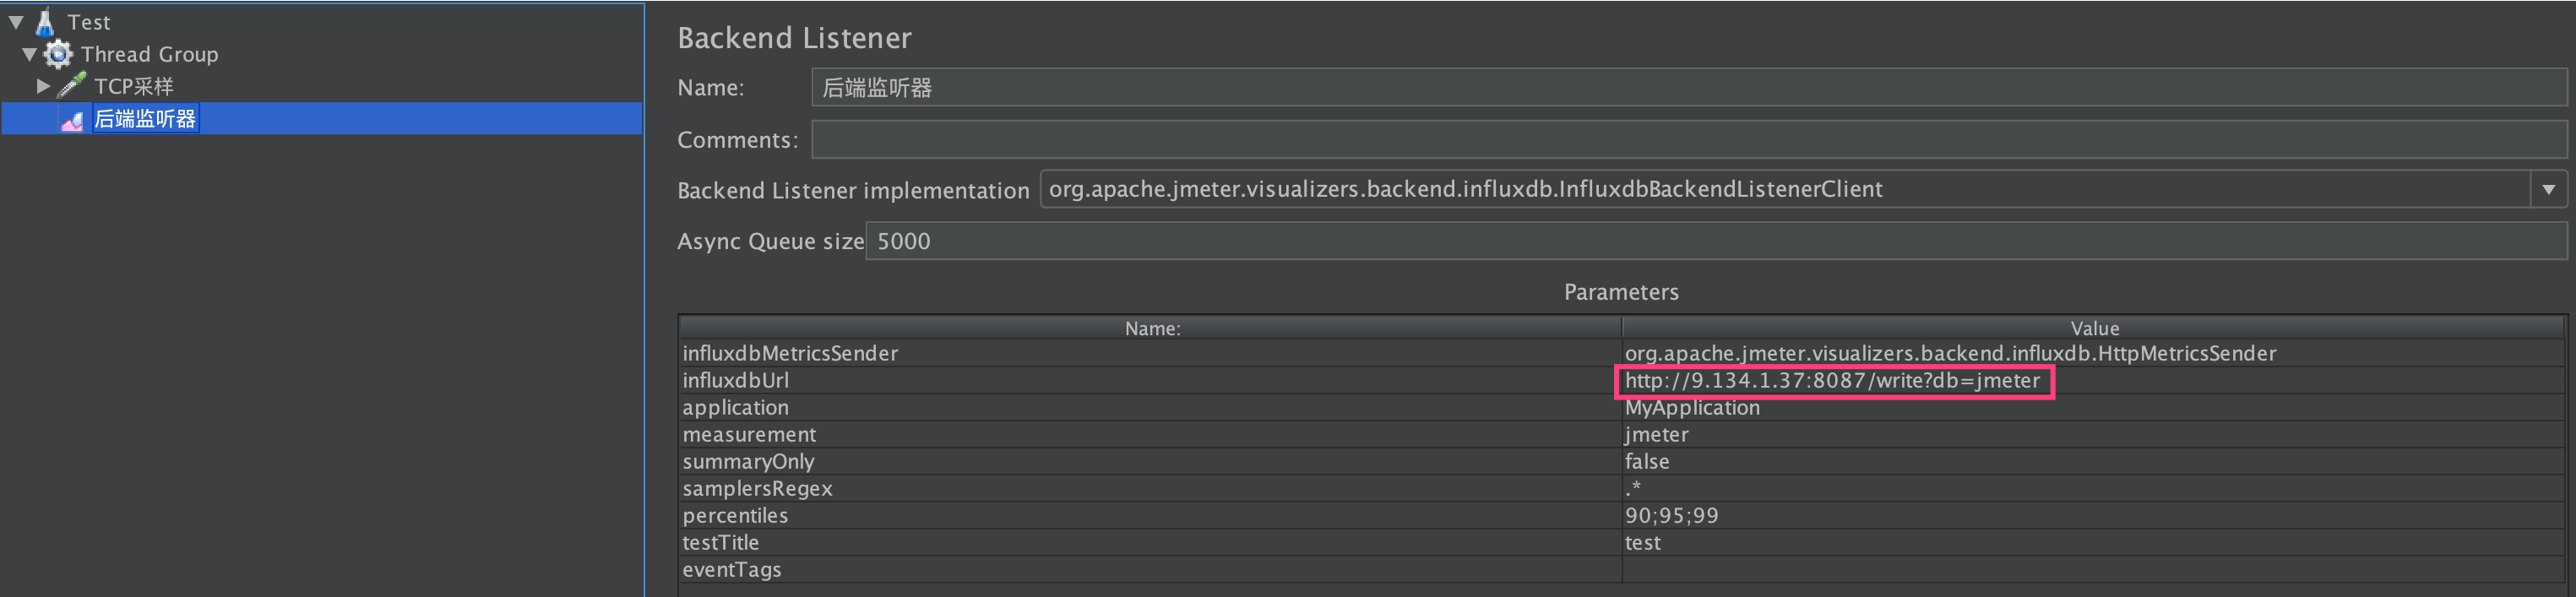 Test
Thread Group
TCP采样
后端监听器
Backend Listener
Name: 后端监听器
Comments:
Backend Listener implementation org.apache.jmeter.visualizers.backend.influxdb.InfluxdbBackendListenerClient
Async Queue size 5000
Parameters
Name: Value
influxdbMetricsSender org.apache.jmeter.visualizers.backend.influxdb.HttpMetricsSender
influxdbUrl http://9.134.1.37:8087/write?db=jmeter
application MyApplication
measurement jmeter
summaryOnly false
samplersRegex .*
percentiles 90;95;99
testTitle test
eventTags